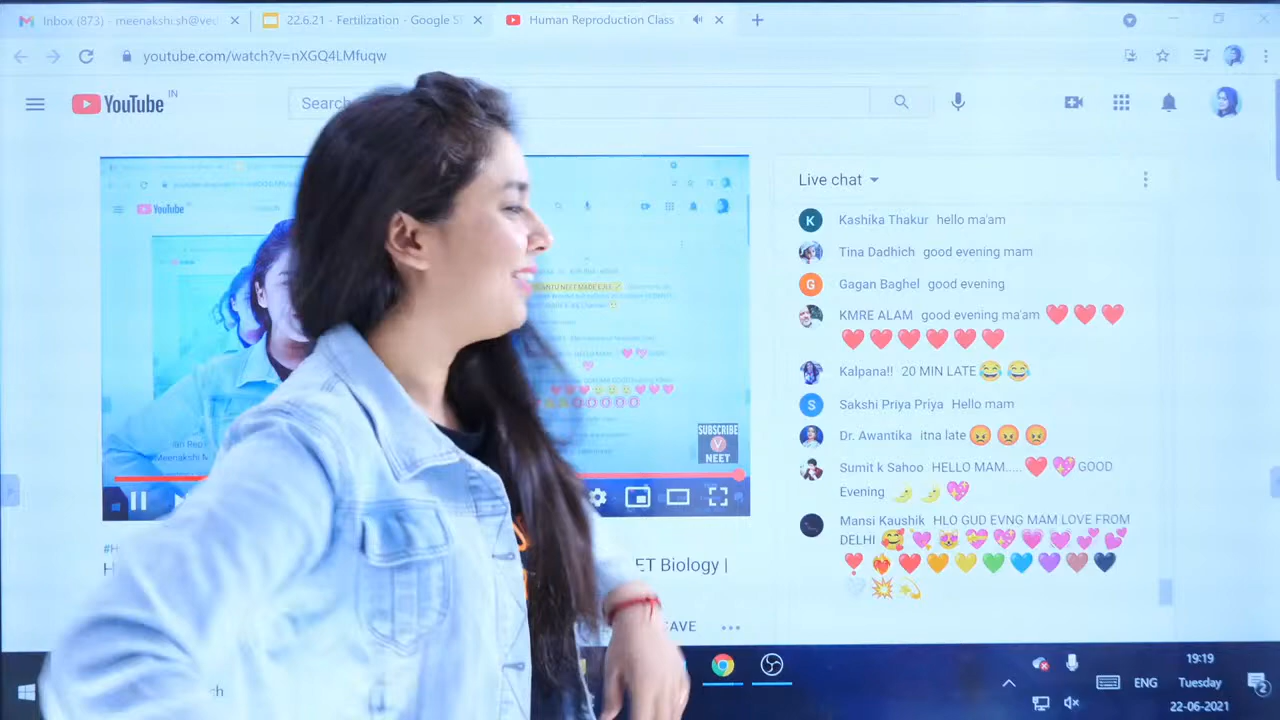 Inbox (873) - meenakshi.sh@ved
22.6.21 - Fertilization - Google Sl
Human Reproduction Class
youtube.com/watch?v=nXGQ4LMfuqw
YouTube IN
Search
Live chat
K Kashika Thakur hello ma'am
Tina Dadhich good evening mam
G Gagan Baghel good evening
KMRE ALAM good evening ma'am ❤️❤️❤️
❤️❤️❤️❤️❤️❤️
Kalpana!! 20 MIN LATE😂😂
S Sakshi Priya Priya Hello mam
Dr. Awantika itna late😡😡😡
Sumit k Sahoo HELLO MAM.....❤️💖GOOD
Evening 🌛🌛💖
Mansi Kaushik HLO GUD EVNG MAM LOVE FROM
DELHI
YouTube
SUBSCRIBE
V
NEET
#H
H
ET Biology |
AVE
ch
ENG
19:19
Tuesday
22-06-2021
2